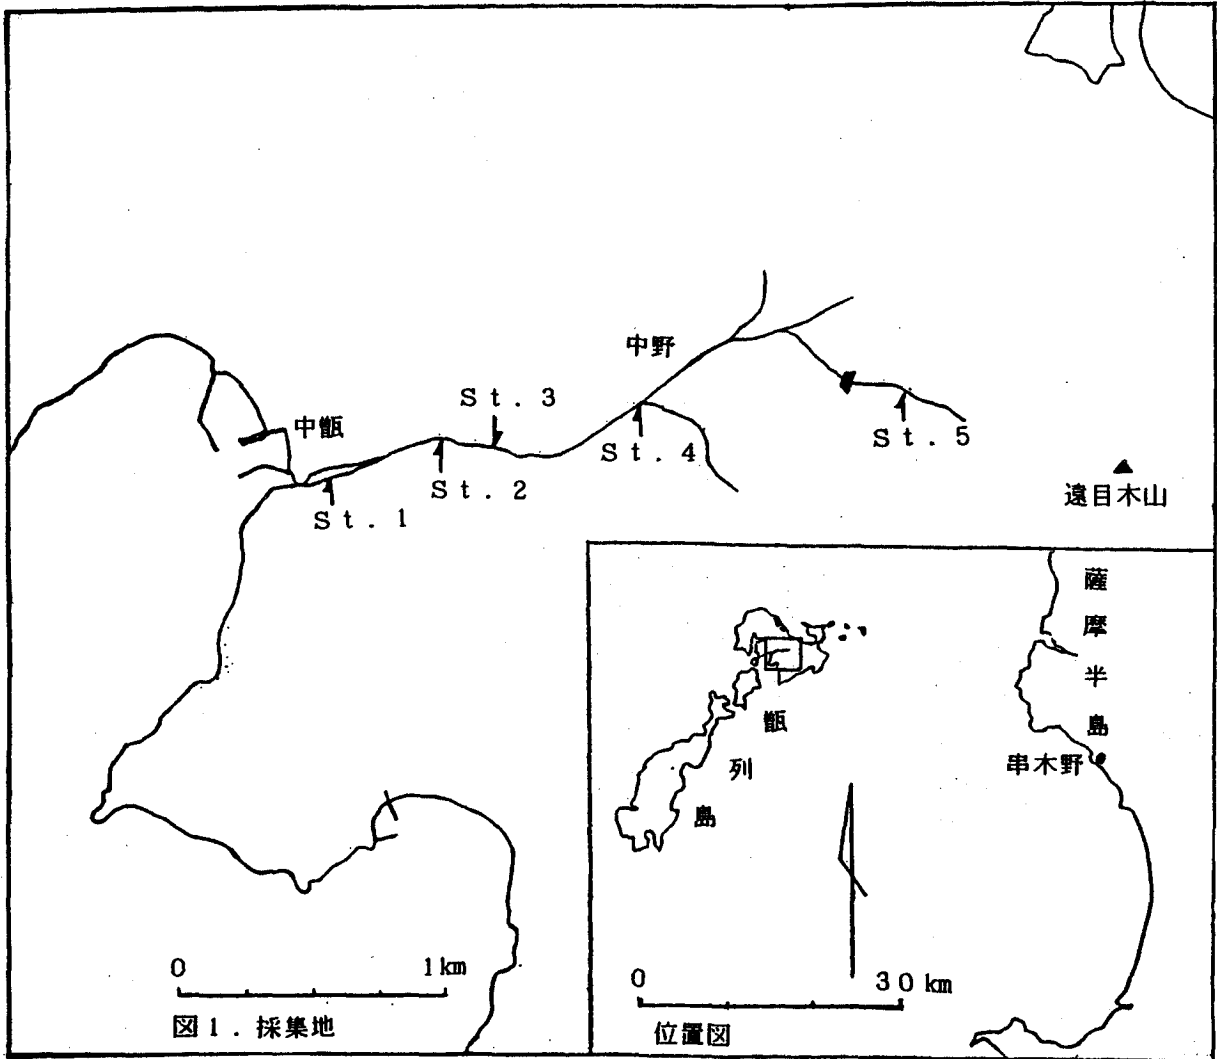 中野
St. 3
中甑
St. 4
St. 5
St. 2
St. 1
遠目木山
薩摩半島
串木野
甑列島
0 1km
図1. 採集地
0 30km
位置図